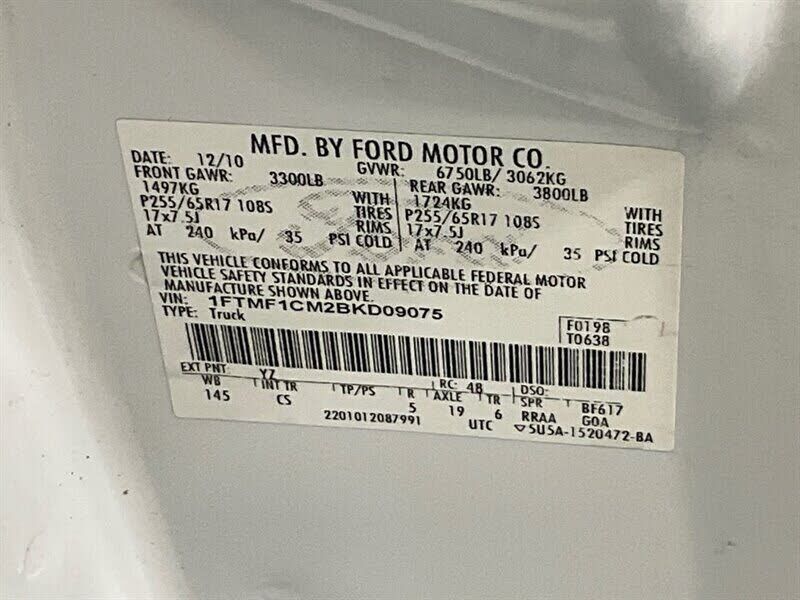 MFD. BY FORD MOTOR CO.
DATE: 12/10 GVWR: 6750LB/ 3062KG
FRONT GAWR: 3300LB REAR GAWR: 3800LB
1497KG WITH 1724KG WITH
P255/65R17 108S TIRES P255/65R17 108S TIRES
17x7.5J RIMS 17x7.5J RIMS
AT 240 kPa/ 35 PSI COLD AT 240 kPa/ 35 PSI COLD
THIS VEHICLE CONFORMS TO ALL APPLICABLE FEDERAL MOTOR
VEHICLE SAFETY STANDARDS IN EFFECT ON THE DATE OF
MANUFACTURE SHOWN ABOVE.
VIN: 1FTMF1CM2BKD09075 F0198
TYPE: Truck T0638
EXT PNT: YZ RC: 48 DSO:
WB INT TR TP/PS R AXLE TR SPR BF617
145 CS 5 19 6 RRAA GOA
2201012087991 UTC ▽5U5A-1520472-BA